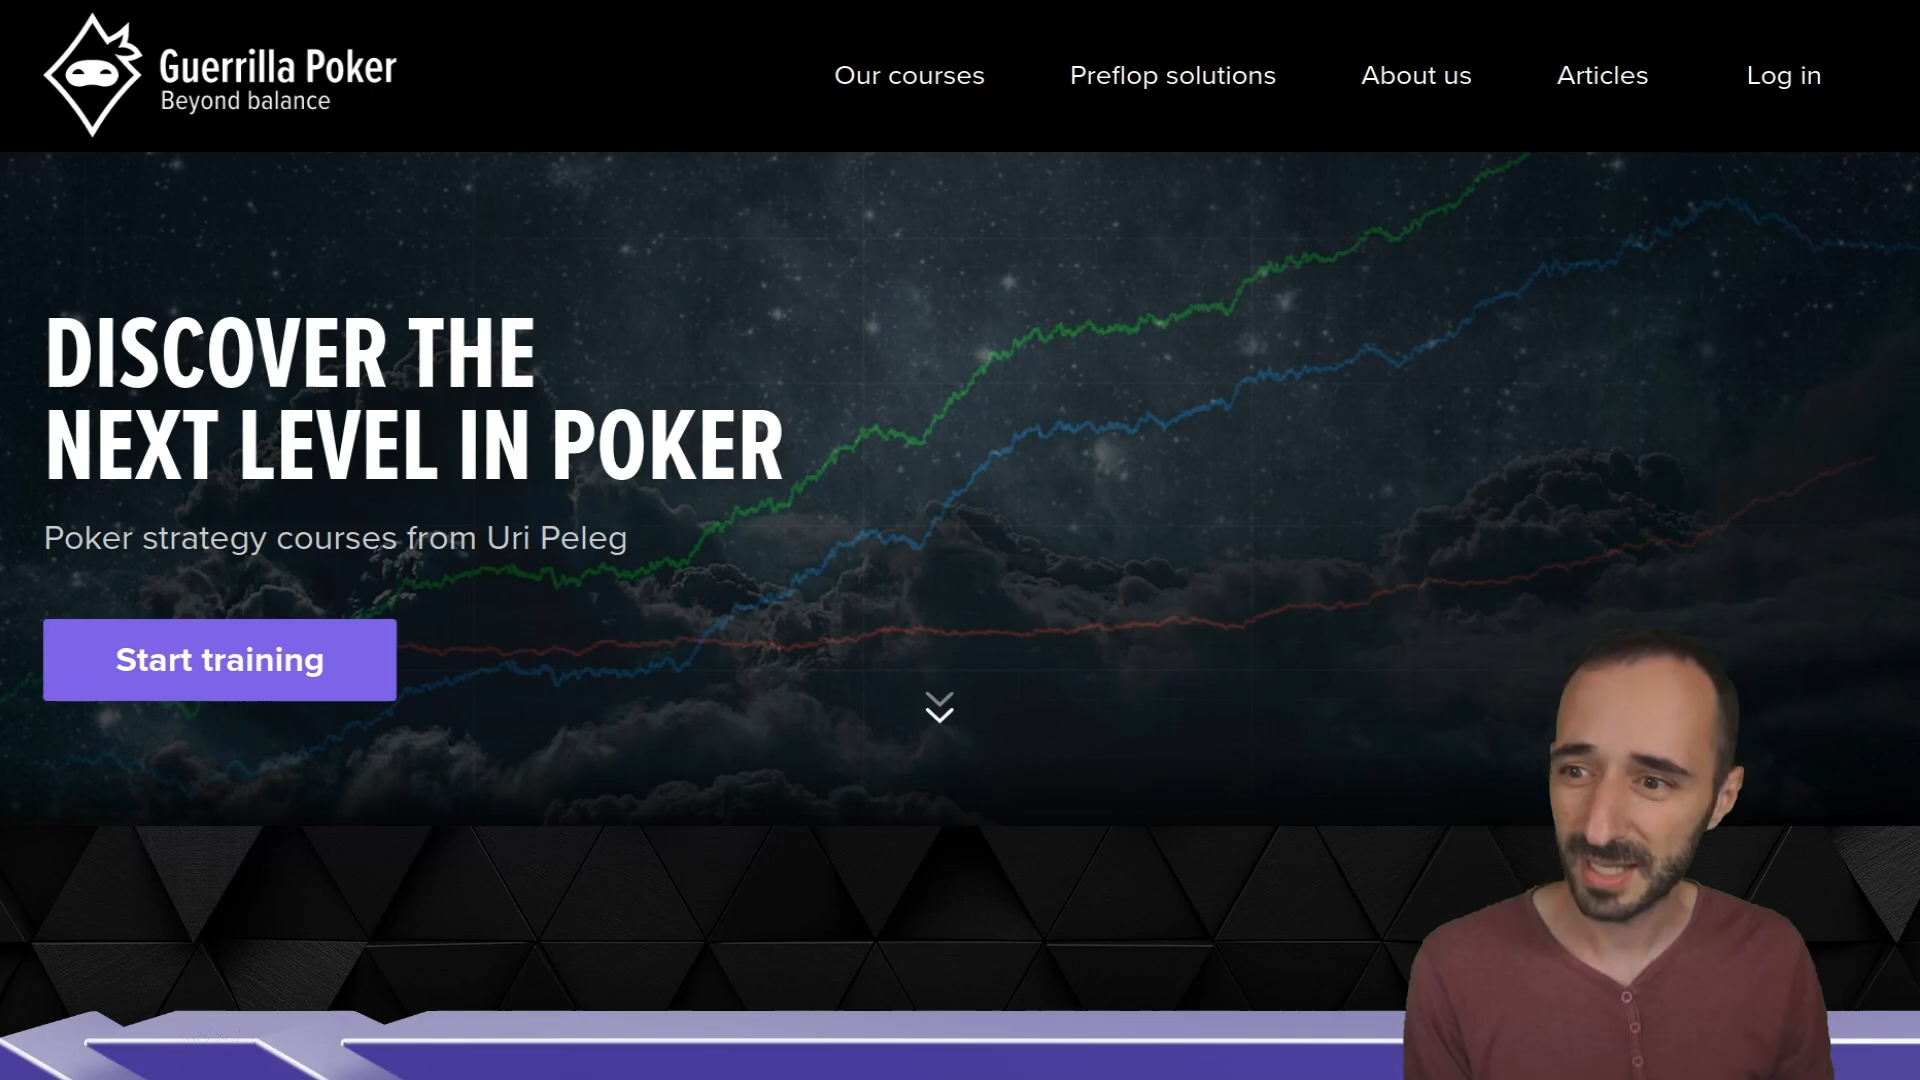 Guerrilla Poker
Beyond balance
Our courses
Preflop solutions
About us
Articles
Log in
DISCOVER THE
NEXT LEVEL IN POKER
Poker strategy courses from Uri Peleg
Start training